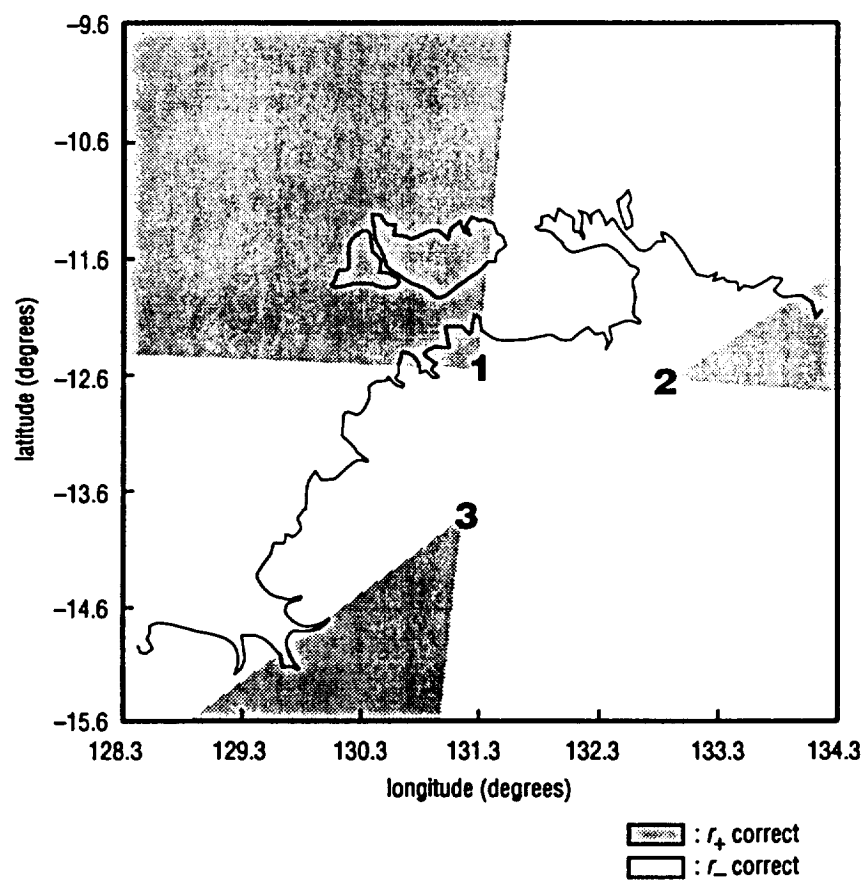 −9.6
−10.6
−11.6
−12.6
−13.6
−14.6
−15.6
latitude (degrees)
1
2
3
128.3 129.3 130.3 131.3 132.3 133.3 134.3
longitude (degrees)
: r+ correct
: r− correct